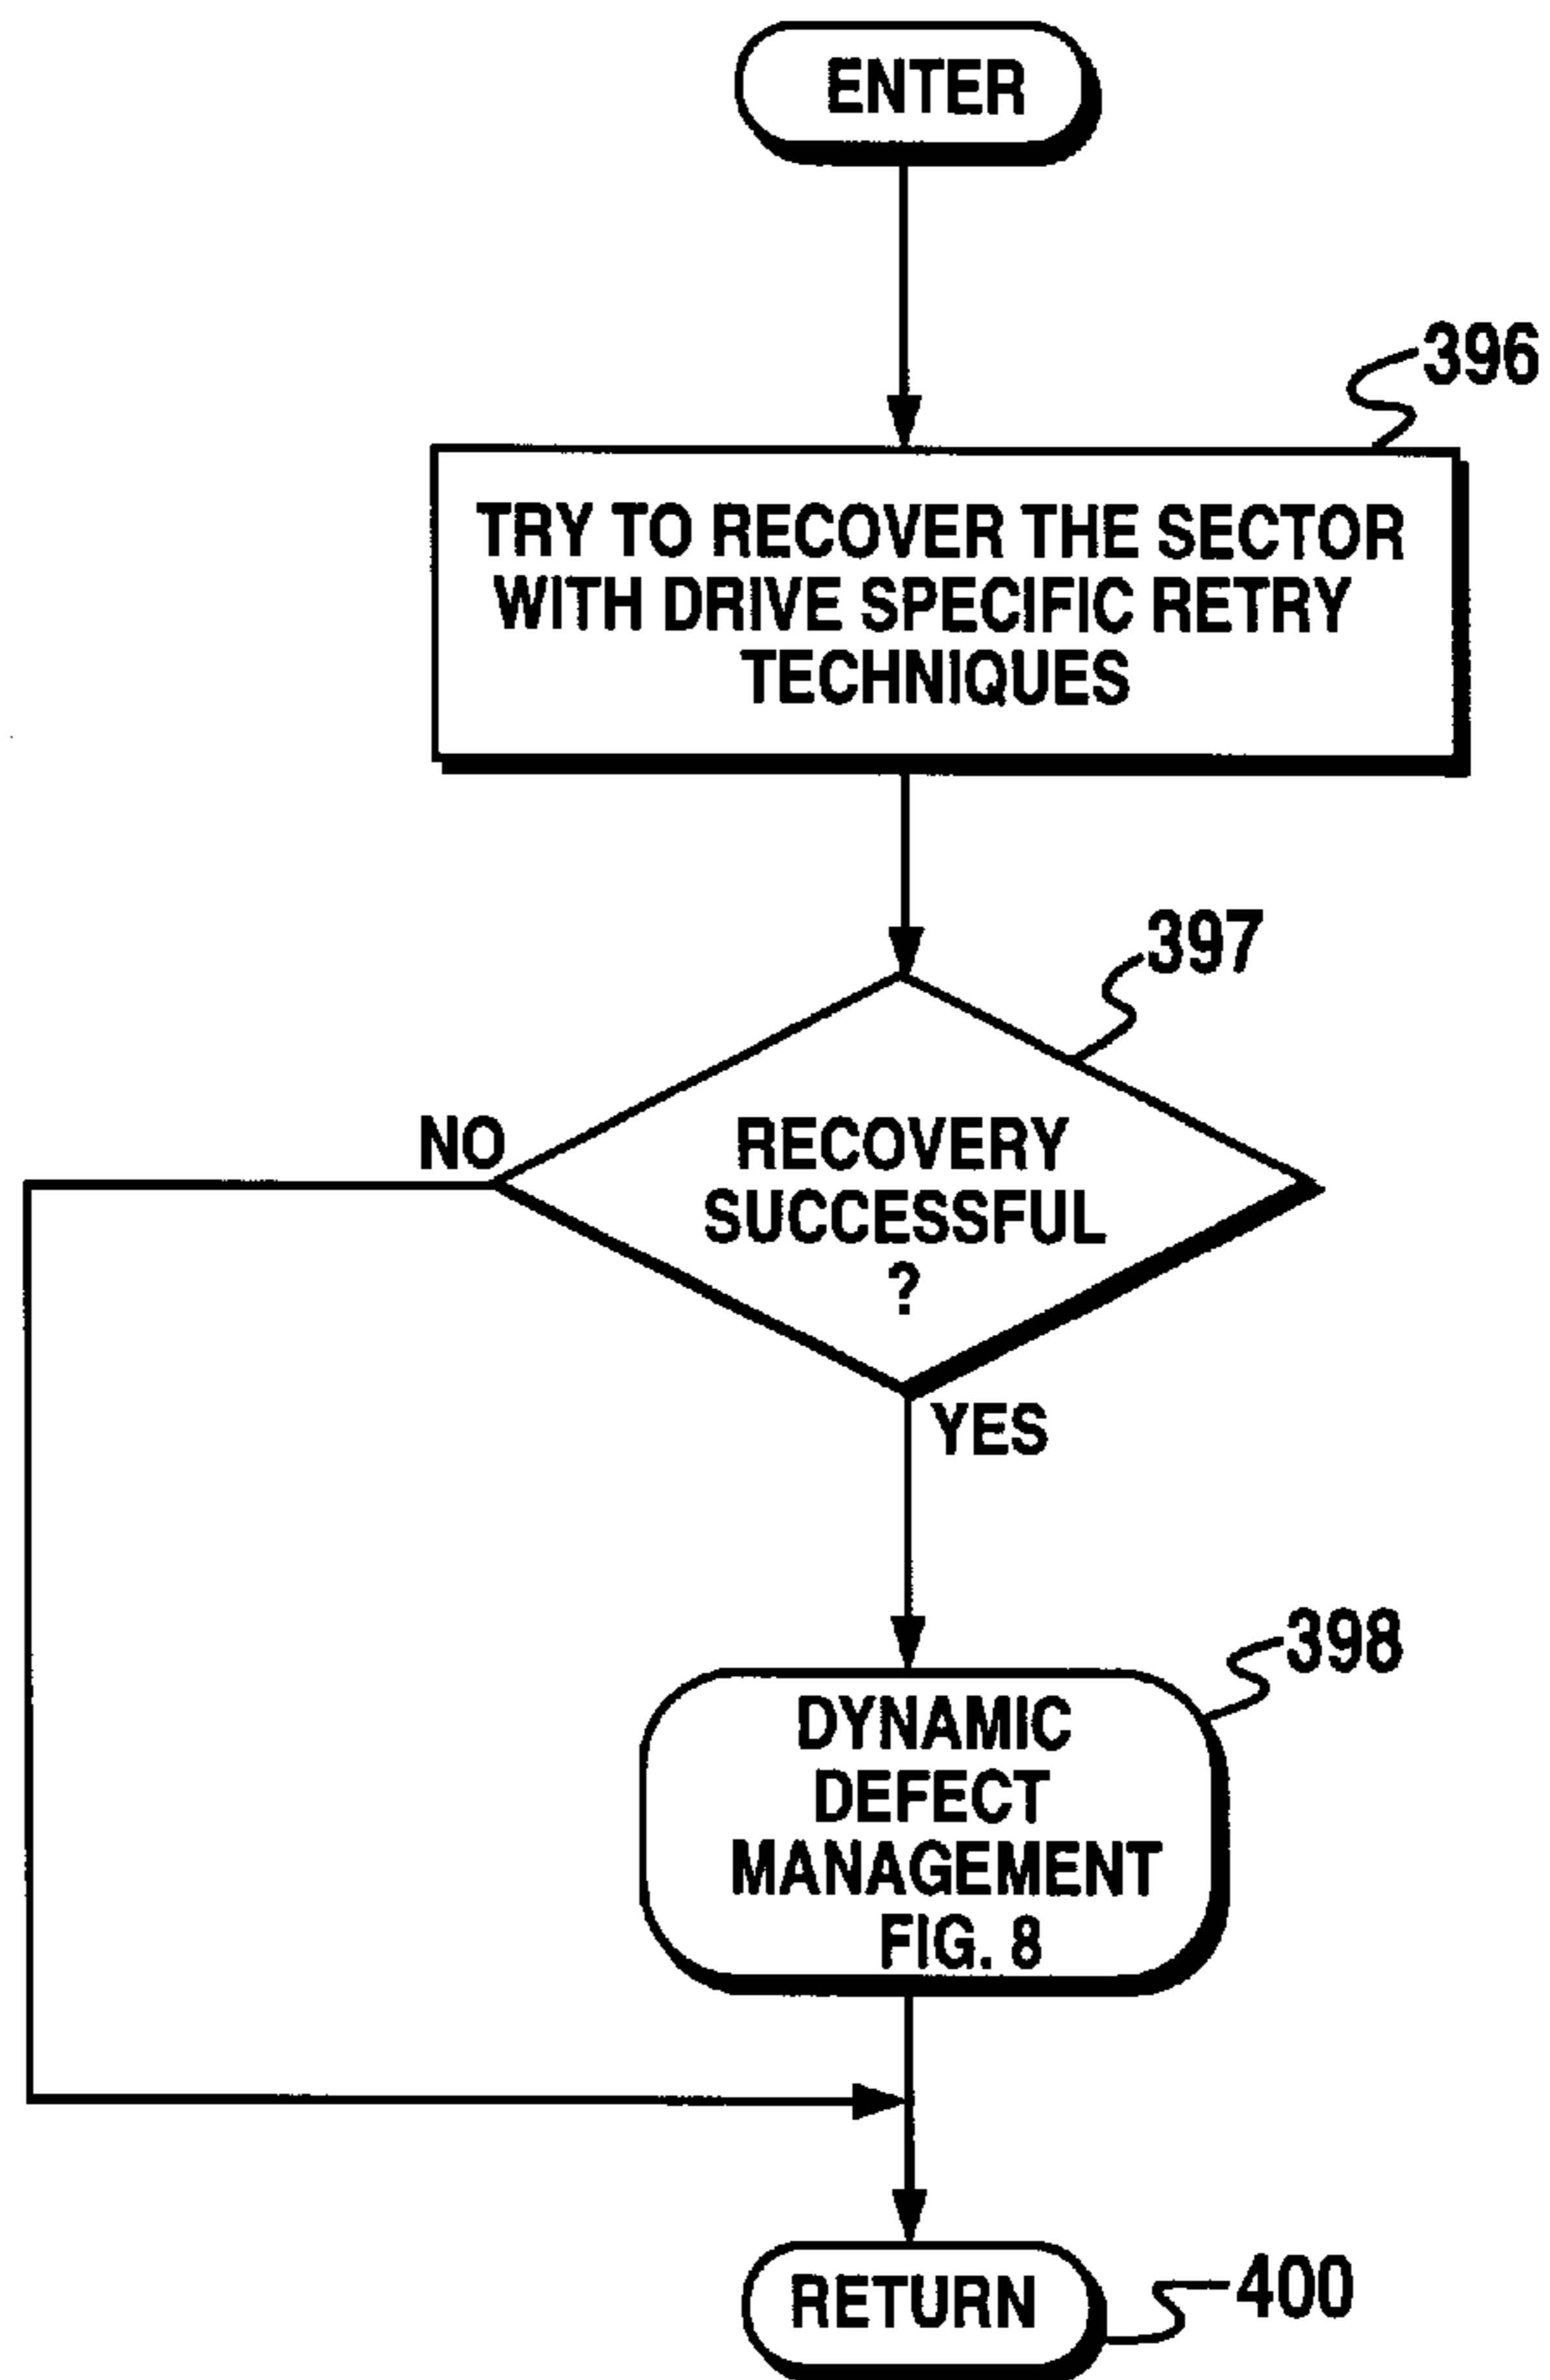 ENTER
396
TRY TO RECOVER THE SECTOR
WITH DRIVE SPECIFIC RETRY
TECHNIQUES
397
NO
RECOVERY
SUCCESSFUL
?
YES
398
DYNAMIC
DEFECT
MANAGEMENT
FIG. 8
RETURN
400